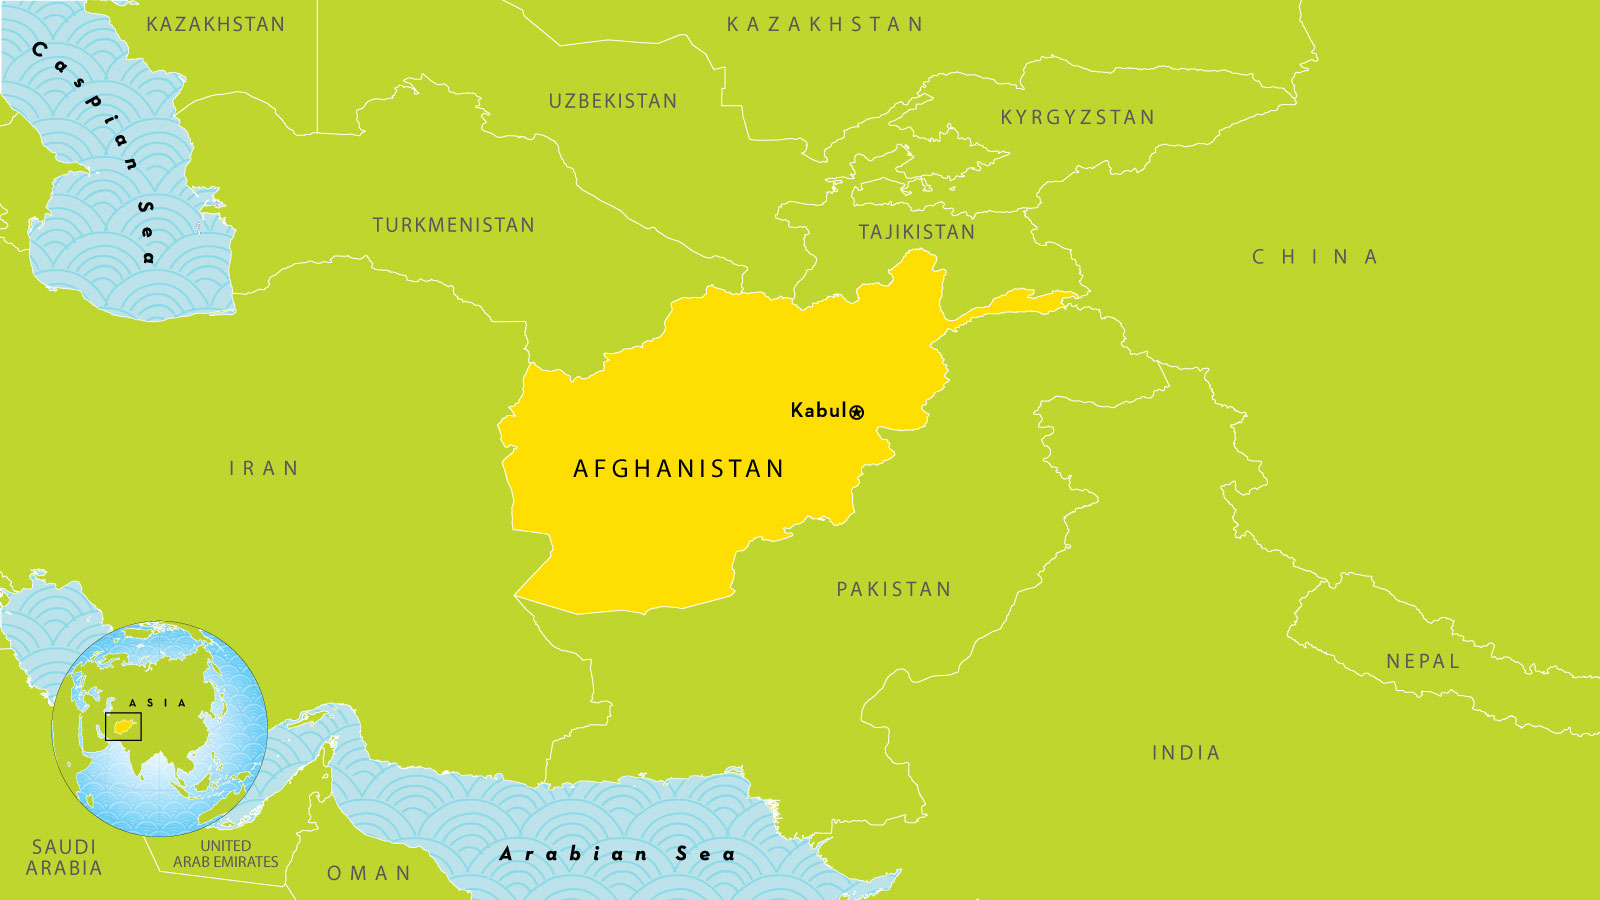 KAZAKHSTAN
KAZAKHSTAN
Caspian Sea
UZBEKISTAN
KYRGYZSTAN
TURKMENISTAN
TAJIKISTAN
CHINA
Kabul
IRAN
AFGHANISTAN
PAKISTAN
NEPAL
ASIA
INDIA
SAUDI
ARABIA
UNITED
ARAB EMIRATES
OMAN
Arabian Sea